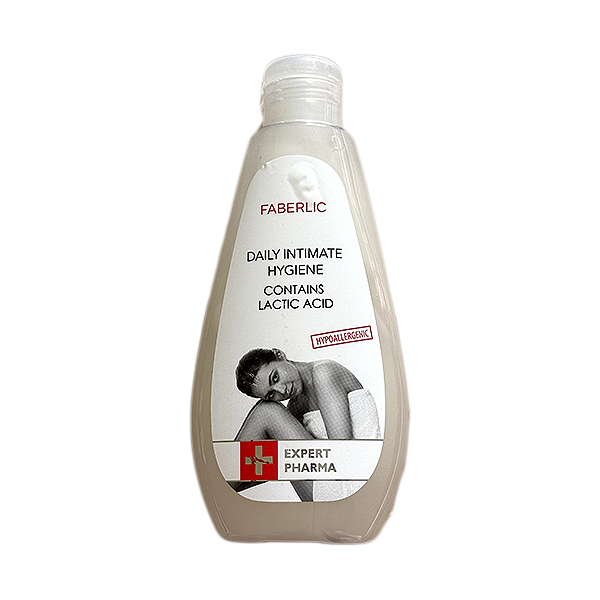 FABERLIC
DAILY INTIMATE
HYGIENE
CONTAINS
LACTIC ACID
HYPOALLERGENIC
EXPERT
PHARMA